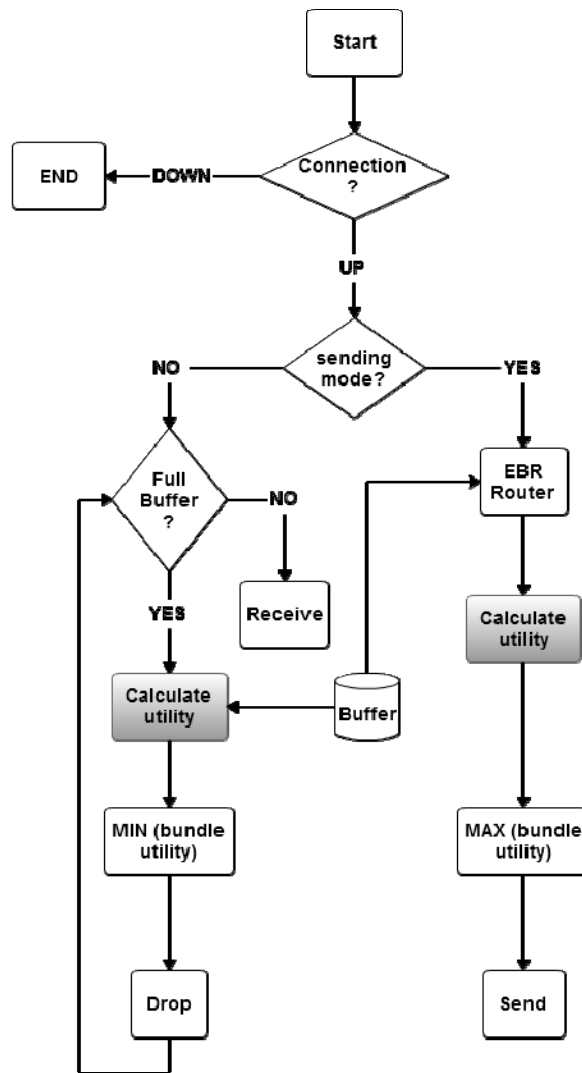 Start
Connection
?
DOWN
END
UP
sending
mode?
NO
YES
Full
Buffer
?
NO
EBR
Router
YES
Receive
Calculate
utility
Calculate
utility
Buffer
MIN (bundle
utility)
MAX (bundle
utility)
Drop
Send